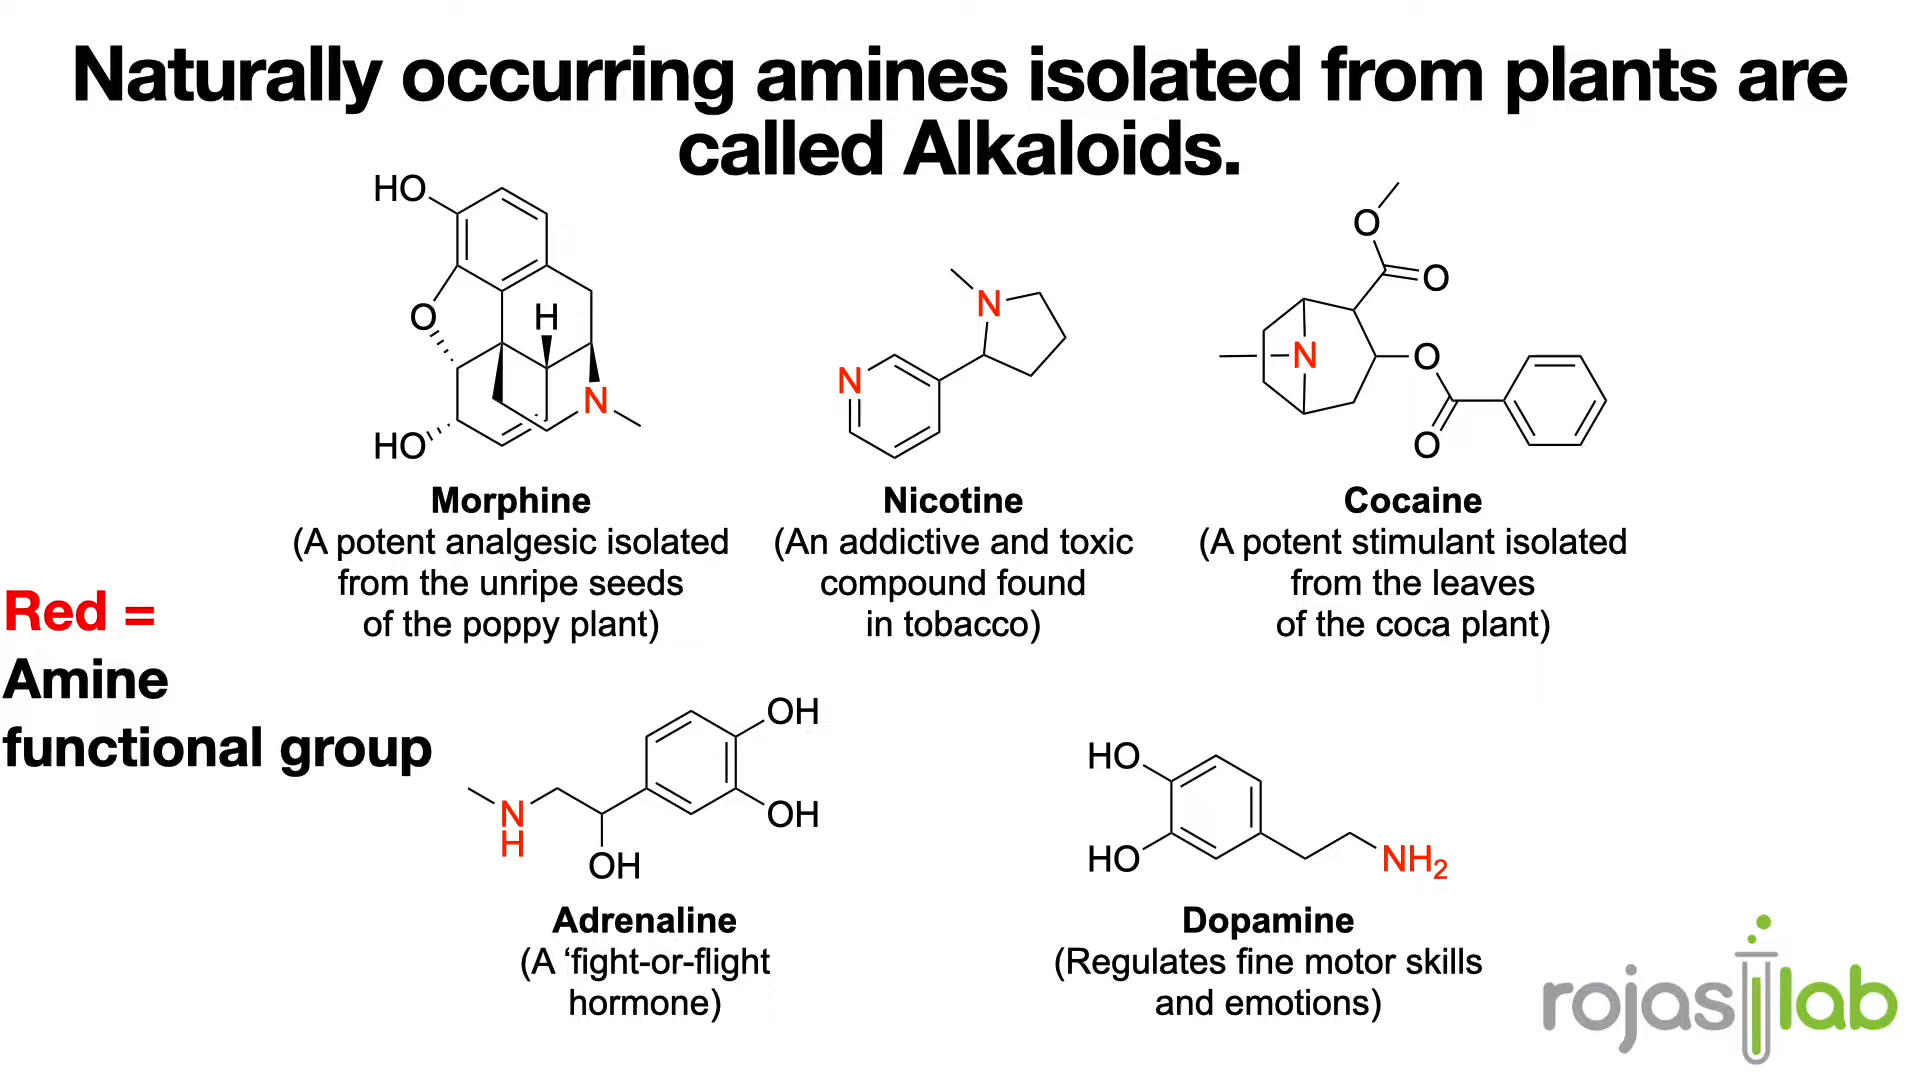 Naturally occurring amines isolated from plants are
called Alkaloids.
HO
O
H
N
HO
Morphine
(A potent analgesic isolated
from the unripe seeds
of the poppy plant)
N
N
Nicotine
(An addictive and toxic
compound found
in tobacco)
O
O
N
O
O
Cocaine
(A potent stimulant isolated
from the leaves
of the coca plant)
Red =
Amine
functional group
OH
OH
N
H
OH
Adrenaline
(A ‘fight-or-flight
hormone)
HO
HO
NH₂
Dopamine
(Regulates fine motor skills
and emotions)
rojaslab